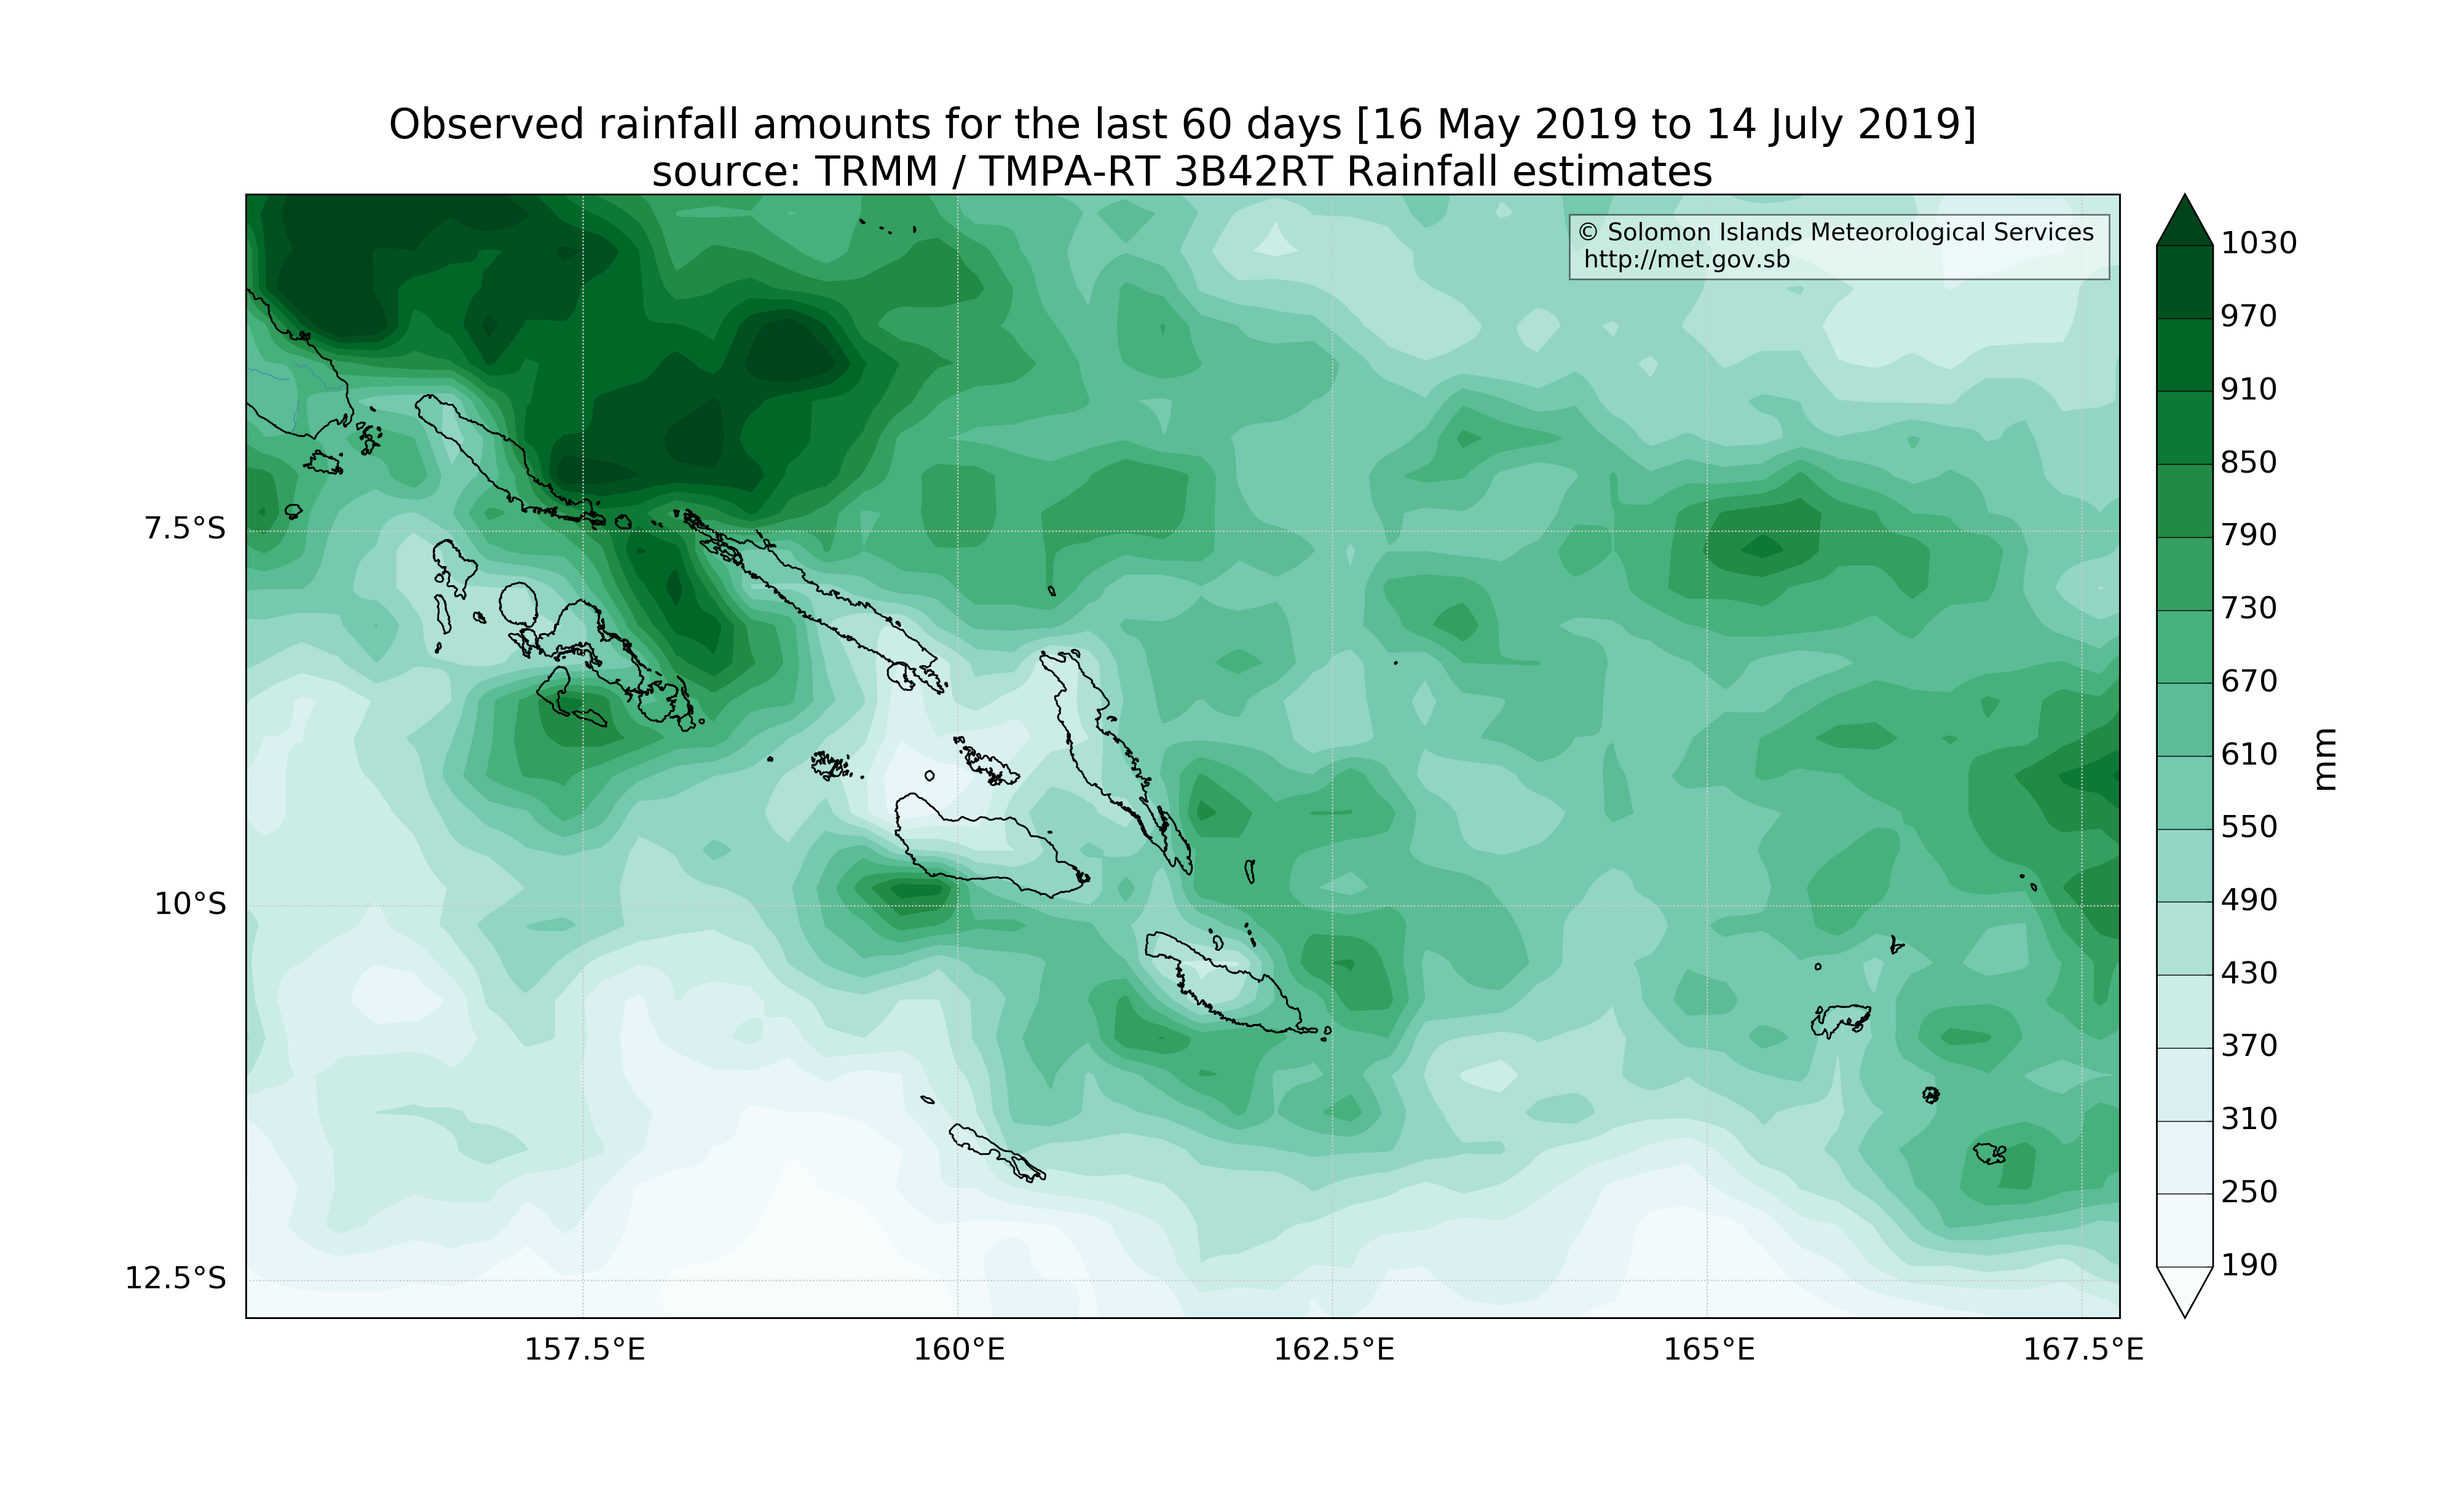 Observed rainfall amounts for the last 60 days [16 May 2019 to 14 July 2019]
source: TRMM / TMPA-RT 3B42RT Rainfall estimates
© Solomon Islands Meteorological Services
http://met.gov.sb
7.5°S
10°S
12.5°S
157.5°E
160°E
162.5°E
165°E
167.5°E
1030
970
910
850
790
730
670
610
550
490
430
370
310
250
190
mm